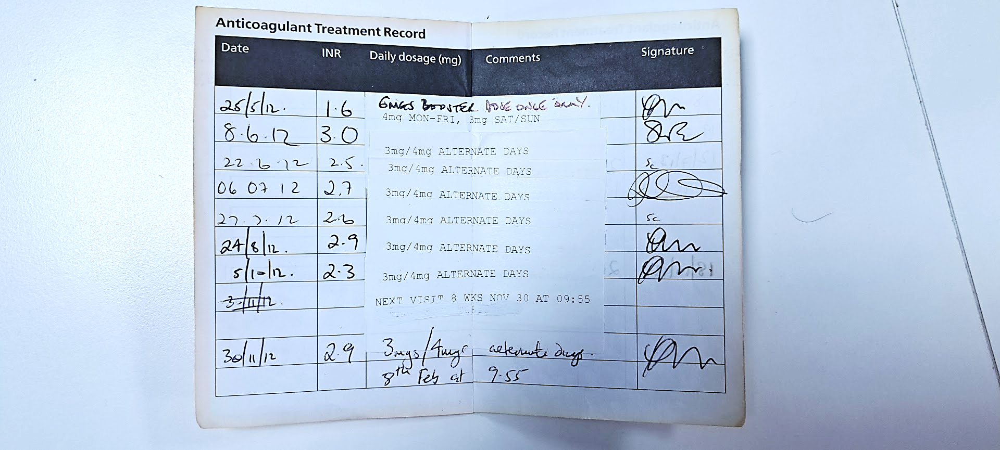 Anticoagulant Treatment Record
Date INR Daily dosage (mg) Comments Signature
25/5/12. 1.6 6MGS BOOSTER DOSE ONCE ONLY.
4mg MON-FRI, 3mg SAT/SUN
8.6.12 3.0
3mg/4mg ALTERNATE DAYS
22.6.12 2.5. 3mg/4mg ALTERNATE DAYS Sc
06 07 12 2.7 3mg/4mg ALTERNATE DAYS
27.7.12 2.6 3mg/4mg ALTERNATE DAYS Sc
24/8/12. 2.9 3mg/4mg ALTERNATE DAYS
5/10/12. 2.3 3mg/4mg ALTERNATE DAYS
30/11/12. NEXT VISIT 8 WKS NOV 30 AT 09:55
30/11/12 2.9 3mgs/4mgs alternate days.
8th Feb at 9.55